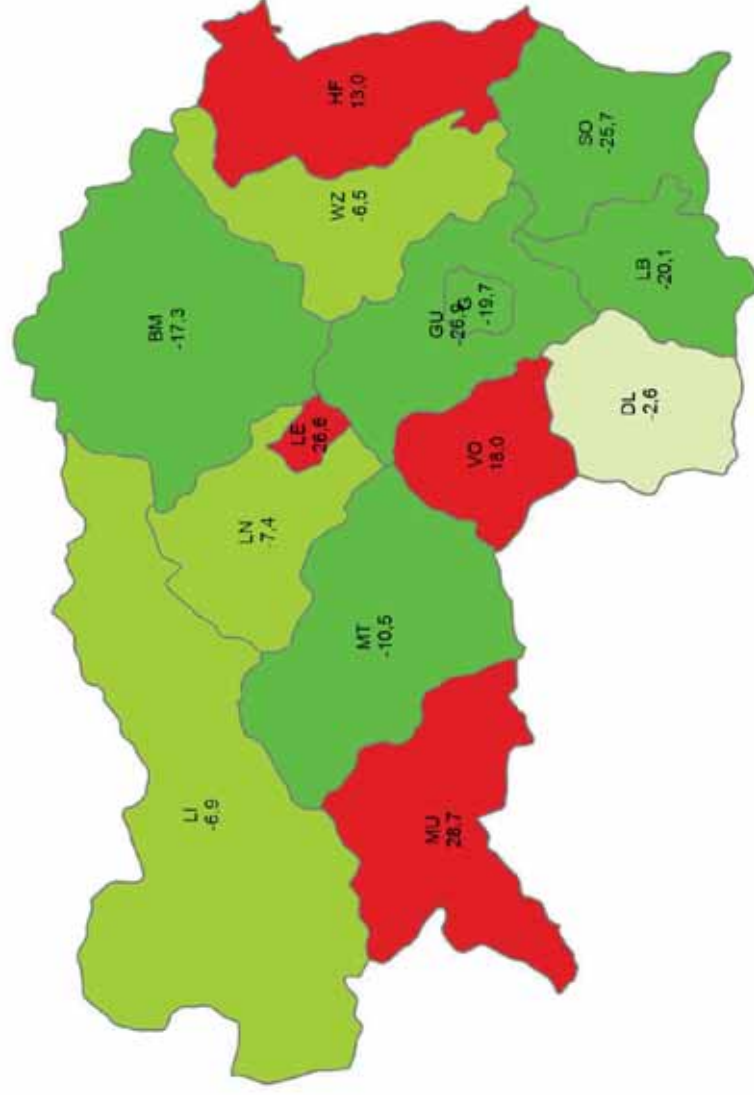 BM
-17,3
LI
-6,9
LN
-7,4
LE
26,6
HF
13,0
WZ
-6,5
MT
-10,5
MU
28,7
GU
G
-19,7
VO
18,0
SO
-25,7
DL
-2,6
LB
-20,1